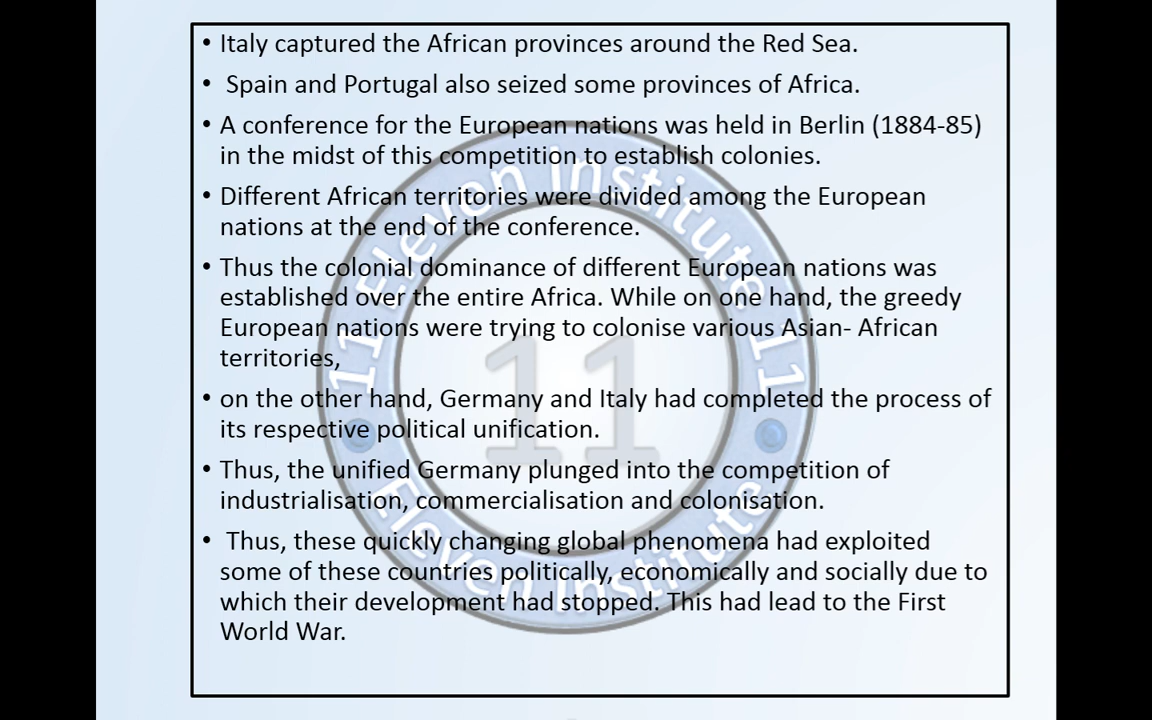 • Italy captured the African provinces around the Red Sea.
• Spain and Portugal also seized some provinces of Africa.
• A conference for the European nations was held in Berlin (1884-85)
in the midst of this competition to establish colonies.
• Different African territories were divided among the European
nations at the end of the conference.
• Thus the colonial dominance of different European nations was
established over the entire Africa. While on one hand, the greedy
European nations were trying to colonise various Asian- African
territories,
• on the other hand, Germany and Italy had completed the process of
its respective political unification.
• Thus, the unified Germany plunged into the competition of
industrialisation, commercialisation and colonisation.
• Thus, these quickly changing global phenomena had exploited
some of these countries politically, economically and socially due to
which their development had stopped. This had lead to the First
World War.
11 Eleven Institute 11
11
Eleven Institute